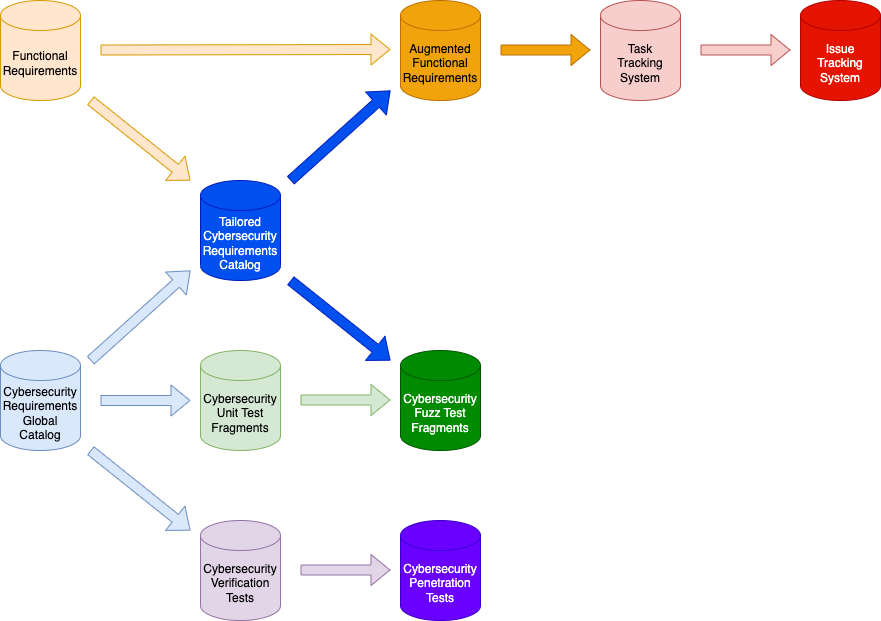 Functional
Requirements
Augmented
Functional
Requirements
Task
Tracking
System
Issue
Tracking
System
Tailored
Cybersecurity
Requirements
Catalog
Cybersecurity
Requirements
Global
Catalog
Cybersecurity
Unit Test
Fragments
Cybersecurity
Fuzz Test
Fragments
Cybersecurity
Verification
Tests
Cybersecurity
Penetration
Tests